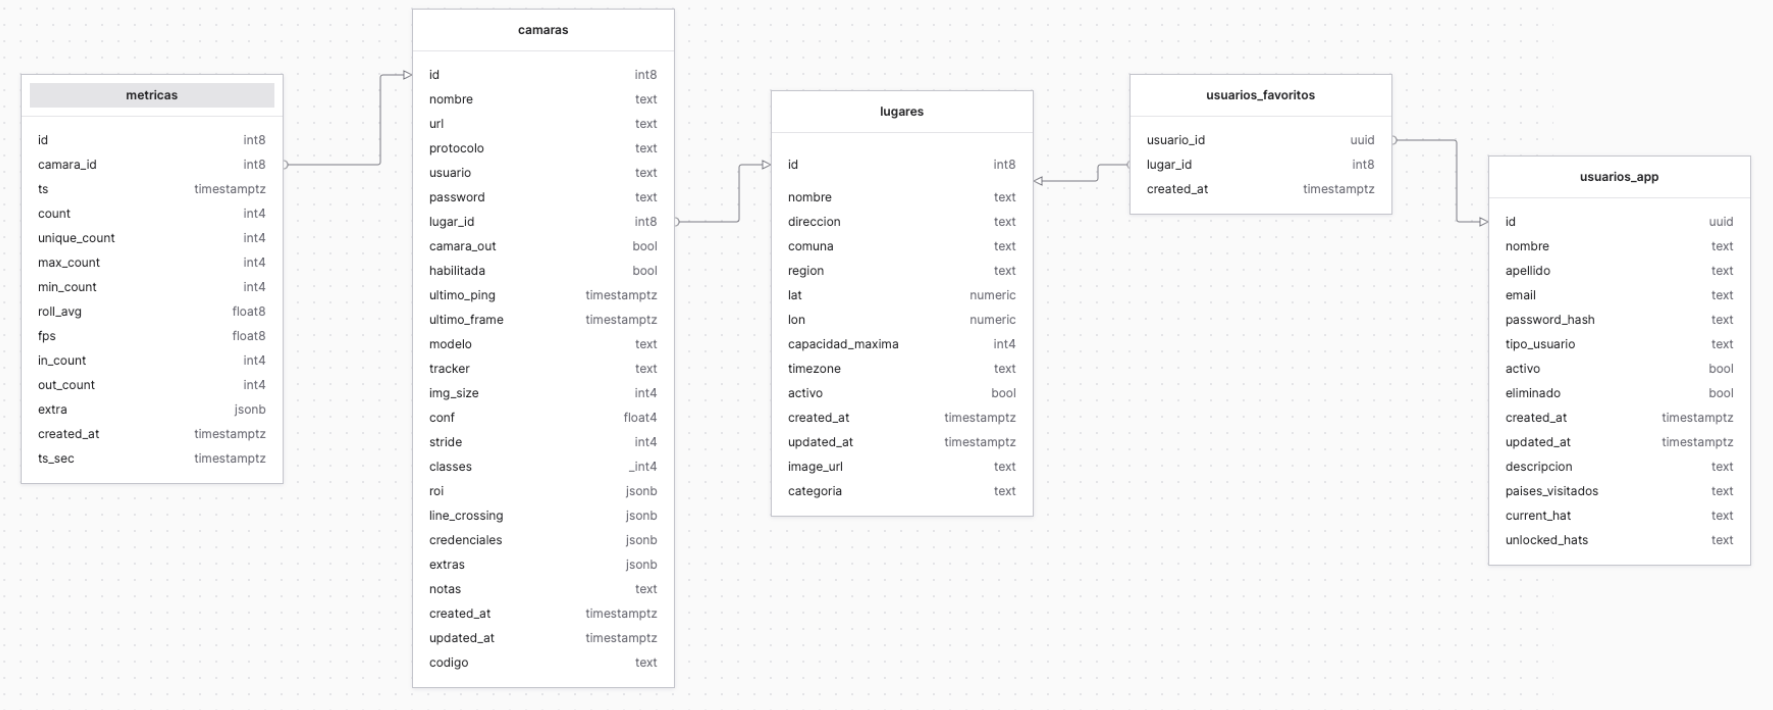 metricas
id int8
camara_id int8
ts timestamptz
count int4
unique_count int4
max_count int4
min_count int4
roll_avg float8
fps float8
in_count int4
out_count int4
extra jsonb
created_at timestamptz
ts_sec timestamptz
camaras
id int8
nombre text
url text
protocolo text
usuario text
password text
lugar_id int8
camara_out bool
habilitada bool
ultimo_ping timestamptz
ultimo_frame timestamptz
modelo text
tracker text
img_size int4
conf float4
stride int4
classes _int4
roi jsonb
line_crossing jsonb
credenciales jsonb
extras jsonb
notas text
created_at timestamptz
updated_at timestamptz
codigo text
lugares
id int8
nombre text
direccion text
comuna text
region text
lat numeric
lon numeric
capacidad_maxima int4
timezone text
activo bool
created_at timestamptz
updated_at timestamptz
image_url text
categoria text
usuarios_favoritos
usuario_id uuid
lugar_id int8
created_at timestamptz
usuarios_app
id uuid
nombre text
apellido text
email text
password_hash text
tipo_usuario text
activo bool
eliminado bool
created_at timestamptz
updated_at timestamptz
descripcion text
paises_visitados text
current_hat text
unlocked_hats text